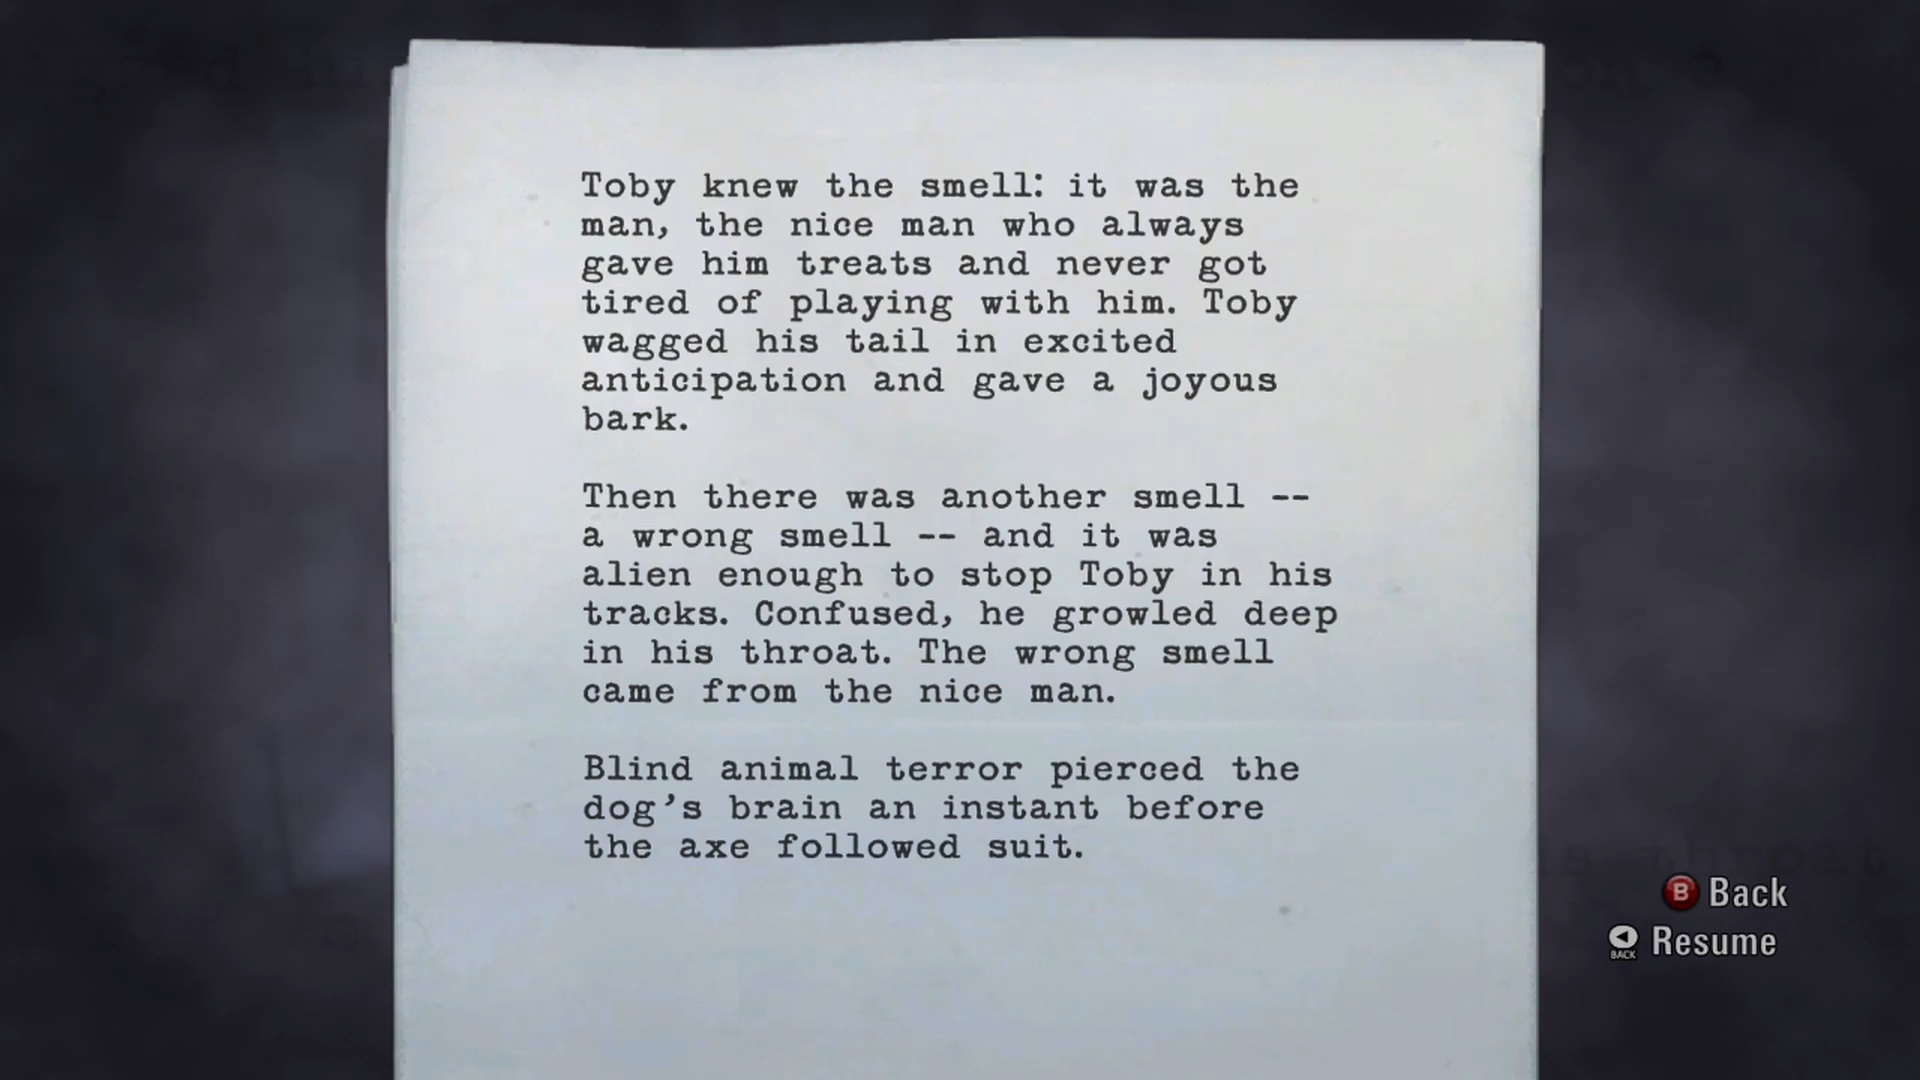 Toby knew the smell: it was the
man, the nice man who always
gave him treats and never got
tired of playing with him. Toby
wagged his tail in excited
anticipation and gave a joyous
bark.
Then there was another smell --
a wrong smell -- and it was
alien enough to stop Toby in his
tracks. Confused, he growled deep
in his throat. The wrong smell
came from the nice man.
Blind animal terror pierced the
dog's brain an instant before
the axe followed suit.
B Back
BACK Resume